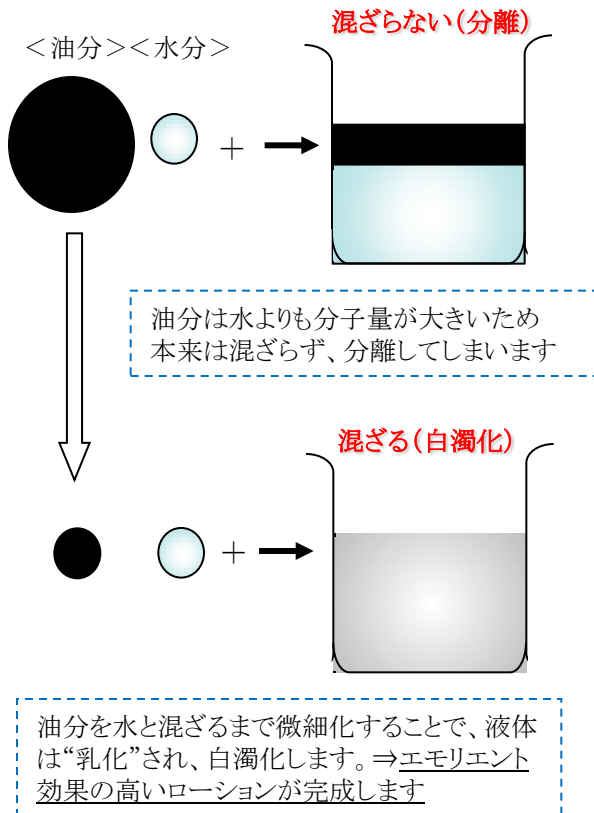 混ざらない(分離)
＜油分＞＜水分＞
＋
油分は水よりも分子量が大きいため
本来は混ざらず、分離してしまいます
混ざる(白濁化)
＋
油分を水と混ざるまで微細化することで、液体
は“乳化”され、白濁化します。⇒エモリエント
効果の高いローションが完成します